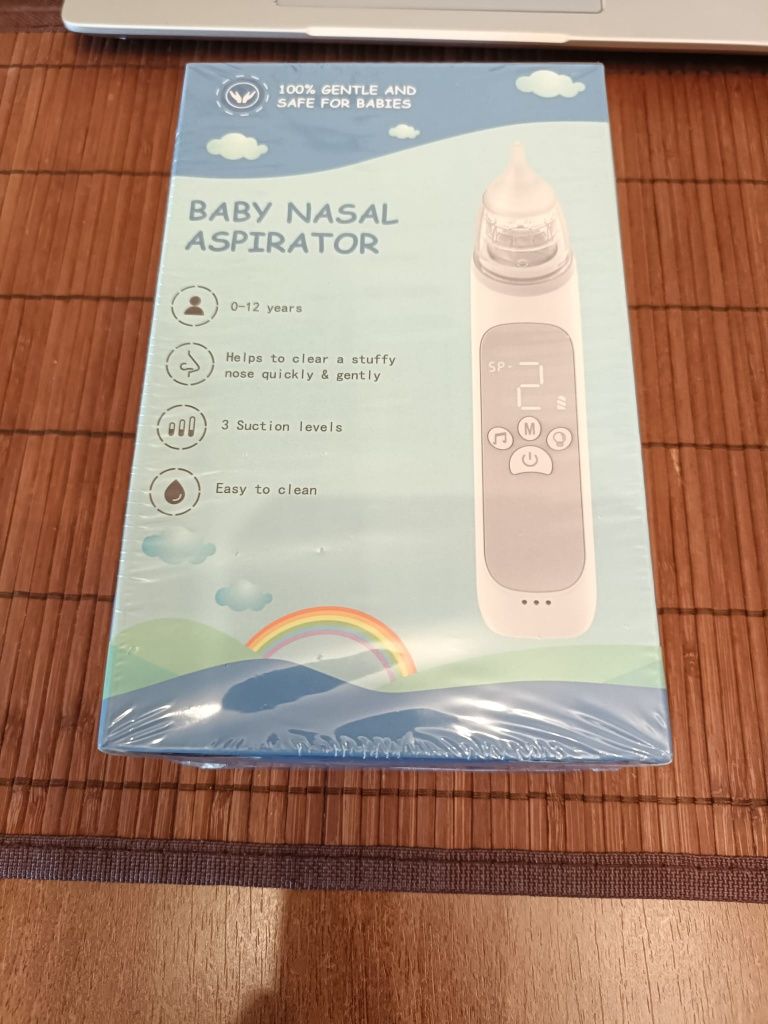 100% GENTLE AND
SAFE FOR BABIES
BABY NASAL
ASPIRATOR
0-12 years
Helps to clear a stuffy
nose quickly & gently
3 Suction levels
Easy to clean
SP-2
M